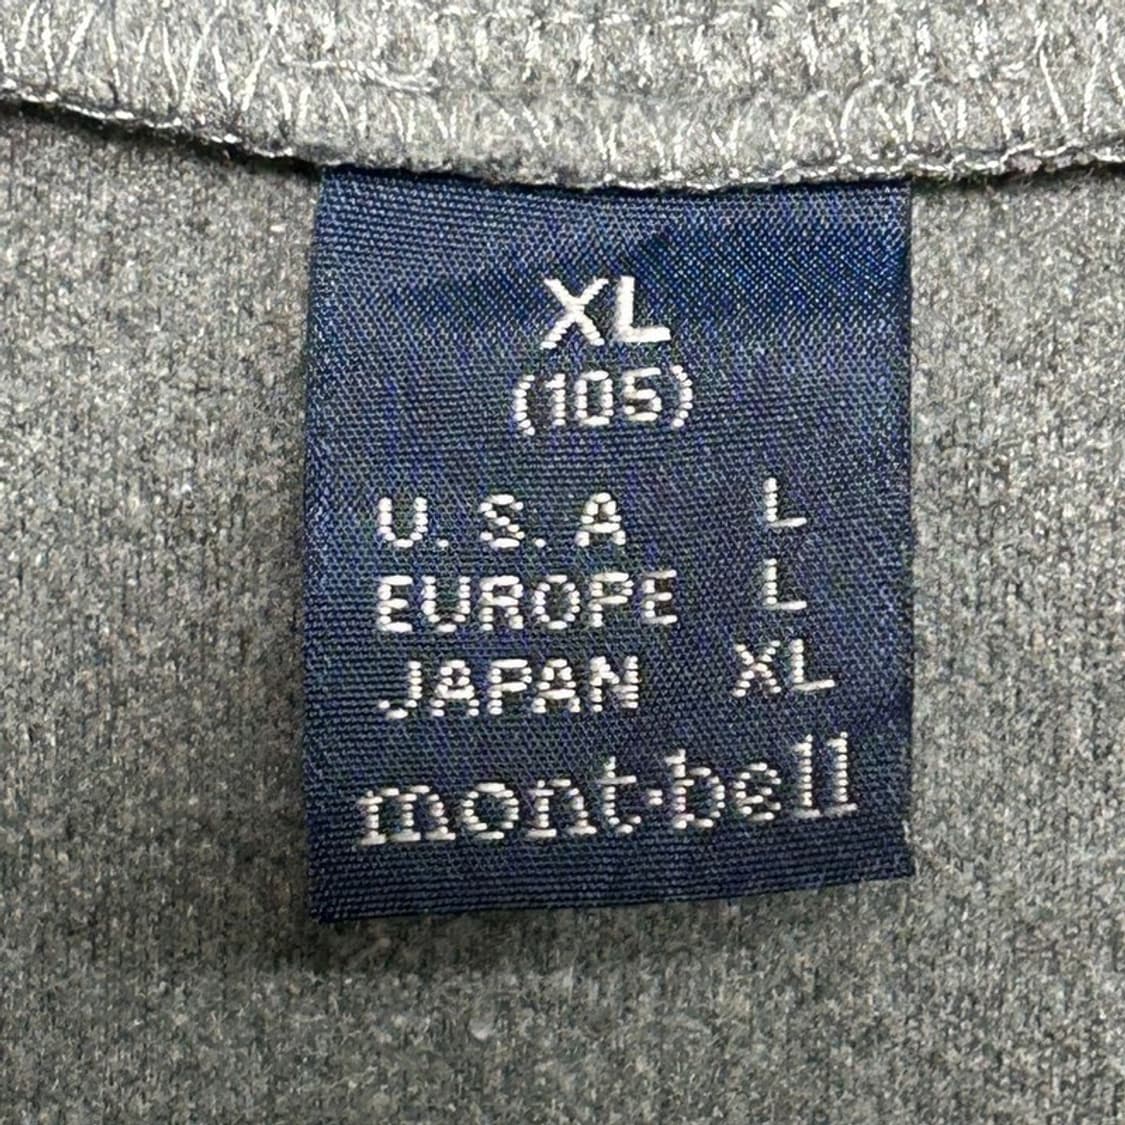 XL
(105)
U.S.A L
EUROPE L
JAPAN XL
mont-bell